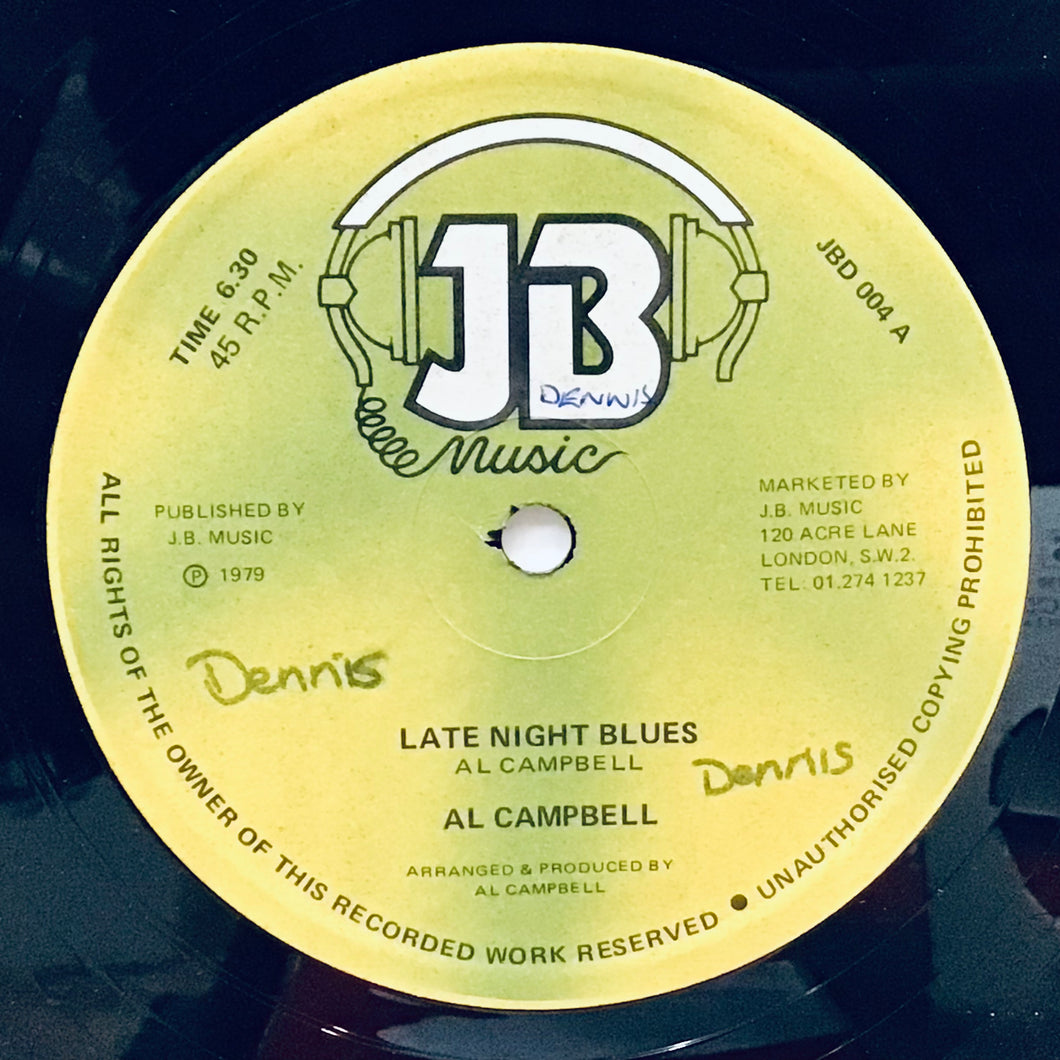 TIME 6.30
45 R.P.M.
JB
DENNIS
Music
JBD 004 A
PUBLISHED BY
J.B. MUSIC
℗ 1979
MARKETED BY
J.B. MUSIC
120 ACRE LANE
LONDON, S.W.2.
TEL: 01.274 1237
Dennis
LATE NIGHT BLUES
AL CAMPBELL
Dennis
AL CAMPBELL
ARRANGED & PRODUCED BY
AL CAMPBELL
ALL RIGHTS OF THE OWNER OF THIS RECORDED WORK RESERVED • UNAUTHORISED COPYING PROHIBITED